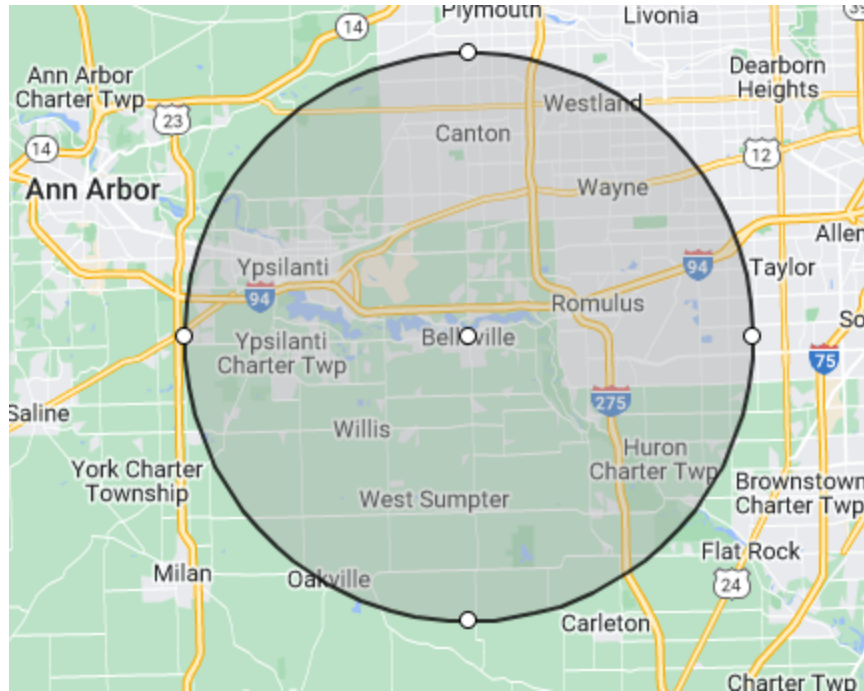 Plymouth
Livonia
14
Ann Arbor
Charter Twp
Dearborn
Heights
23
Westland
Canton
14
12
Ann Arbor
Wayne
Ypsilanti
94
Taylor
94
Romulus
Ypsilanti
Charter Twp
Belleville
75
Saline
275
Willis
Huron
Charter Twp
York Charter
Township
West Sumpter
Brownstown
Charter Twp
Flat Rock
Milan
Oakville
24
Carleton
Charter Twp